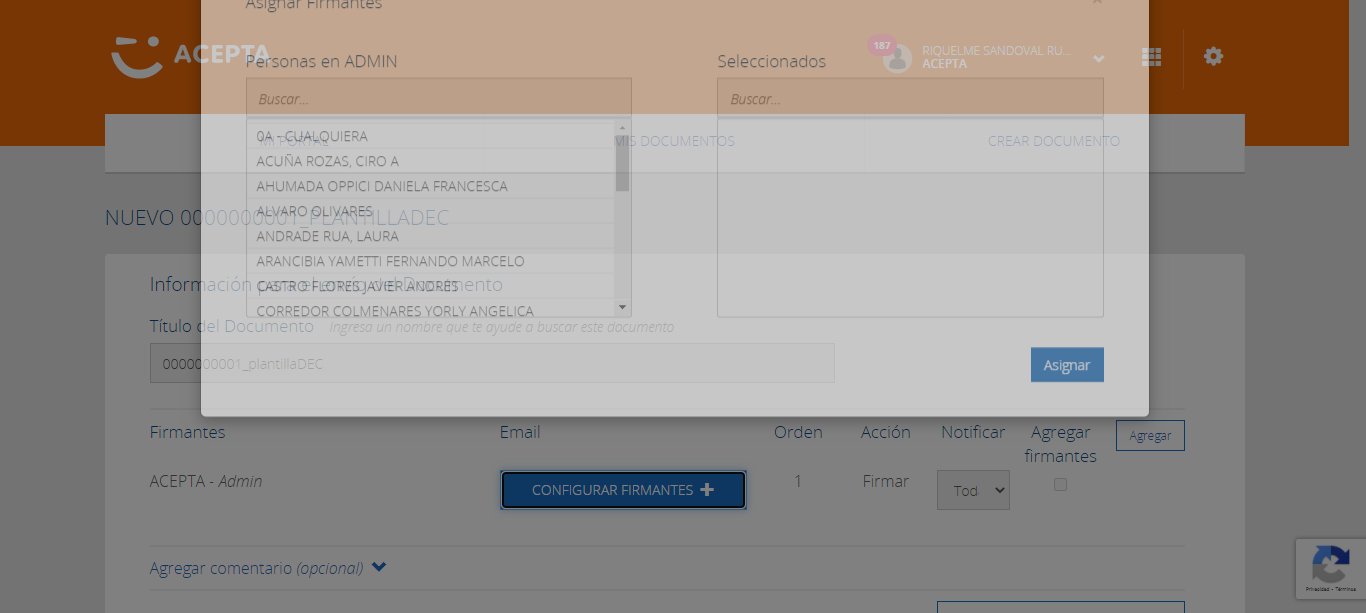 Asignar Firmantes
ACEPTA
187
RIQUELME SANDOVAL RU...
ACEPTA
Personas en ADMIN
Seleccionados
Buscar...
Buscar...
0A - CUALQUIERA
ACUÑA ROZAS, CIRO A
AHUMADA OPPICI DANIELA FRANCESCA
ALVARO OLIVARES
ANDRADE RUA, LAURA
ARANCIBIA YAMETTI FERNANDO MARCELO
CASTRO FLORES JAVIER ANDRÉS
CORREDOR COLMENARES YORLY ANGELICA
MI PORTAL
MIS DOCUMENTOS
CREAR DOCUMENTO
NUEVO 0000000001_PLANTILLADEC
Información para el envío del Documento
Título del Documento Ingresa un nombre que te ayude a buscar este documento
0000000001_plantillaDEC
Asignar
Firmantes Email Orden Acción Notificar Agregar firmantes
Agregar
ACEPTA - Admin
CONFIGURAR FIRMANTES
1
Firmar
Tod
Agregar comentario (opcional)
Privacidad - Términos